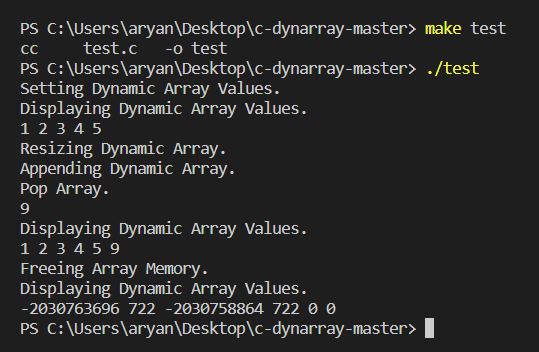 PS C:\Users\aryan\Desktop\c-dynarray-master> make test
cc     test.c   -o test
PS C:\Users\aryan\Desktop\c-dynarray-master> ./test
Setting Dynamic Array Values.
Displaying Dynamic Array Values.
1 2 3 4 5
Resizing Dynamic Array.
Appending Dynamic Array.
Pop Array.
9
Displaying Dynamic Array Values.
1 2 3 4 5 9
Freeing Array Memory.
Displaying Dynamic Array Values.
-2030763696 722 -2030758864 722 0 0
PS C:\Users\aryan\Desktop\c-dynarray-master>